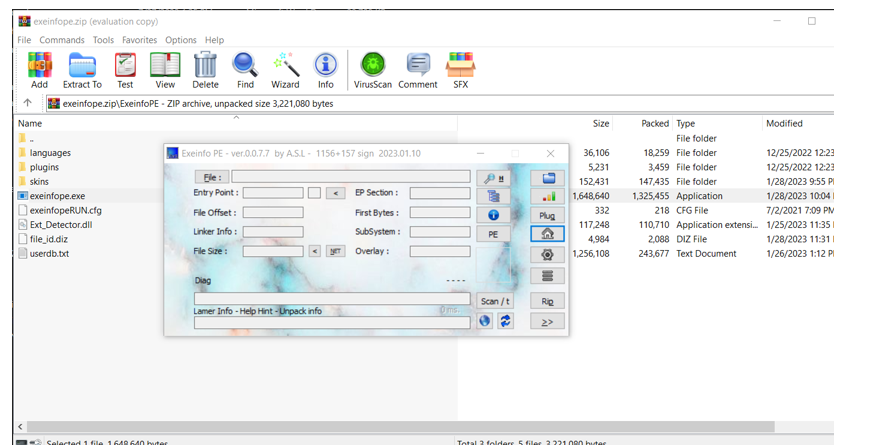 exeinfope.zip (evaluation copy)
File Commands Tools Favorites Options Help
Add Extract To Test View Delete Find Wizard Info VirusScan Comment SFX
exeinfope.zip\ExeinfoPE - ZIP archive, unpacked size 3,221,080 bytes
Name Size Packed Type Modified
.. File folder
languages 36,106 18,259 File folder 12/25/2022 12:23
plugins 5,231 3,459 File folder 12/25/2022 12:23
skins 152,431 147,435 File folder 1/28/2023 9:55 P
exeinfope.exe 1,648,640 1,325,455 Application 1/28/2023 10:04
exeinfopeRUN.cfg 332 218 CFG File 7/2/2021 7:09 PM
Ext_Detector.dll 117,248 110,710 Application extensi... 1/25/2023 11:35
file_id.diz 4,984 2,088 DIZ File 1/28/2023 11:31
userdb.txt 1,256,108 243,677 Text Document 1/26/2023 1:12 P
Exeinfo PE - ver.0.0.7.7 by A.S.L - 1156+157 sign 2023.01.10
File : H
Entry Point : < EP Section :
File Offset : First Bytes : Plug
Linker Info : SubSystem : PE
File Size : < NET Overlay :
Diag ----
Scan / t Rip
Lamer Info - Help Hint - Unpack info 0 ms.
>>
Selected 1 file, 1,648,640 bytes Total 3 folders, 5 files, 3,221,080 bytes